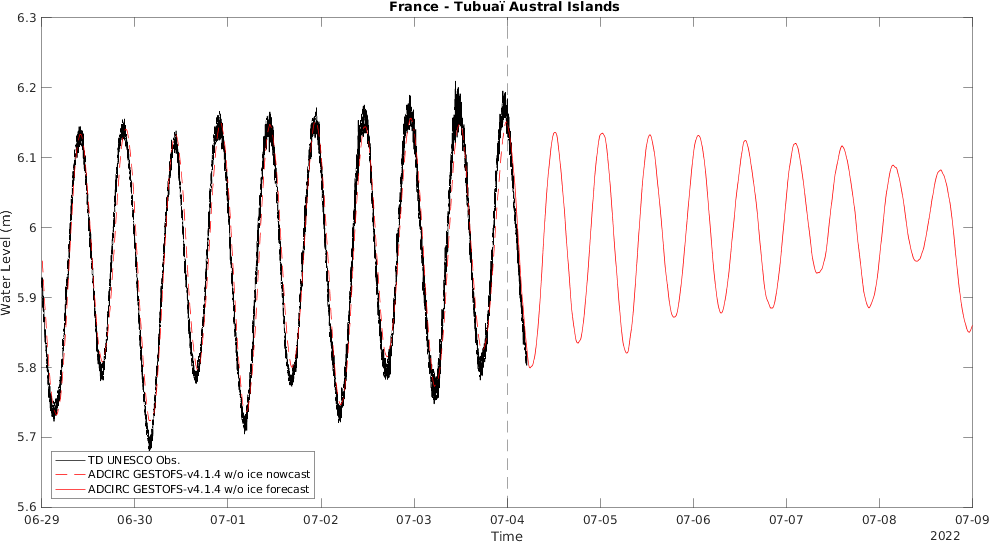 France - Tubuaï Austral Islands
6.3
6.2
6.1
6
5.9
5.8
5.7
5.6
Water Level (m)
TD UNESCO Obs.
ADCIRC GESTOFS-v4.1.4 w/o ice nowcast
ADCIRC GESTOFS-v4.1.4 w/o ice forecast
06-29 06-30 07-01 07-02 07-03 07-04 07-05 07-06 07-07 07-08 07-09
Time
2022